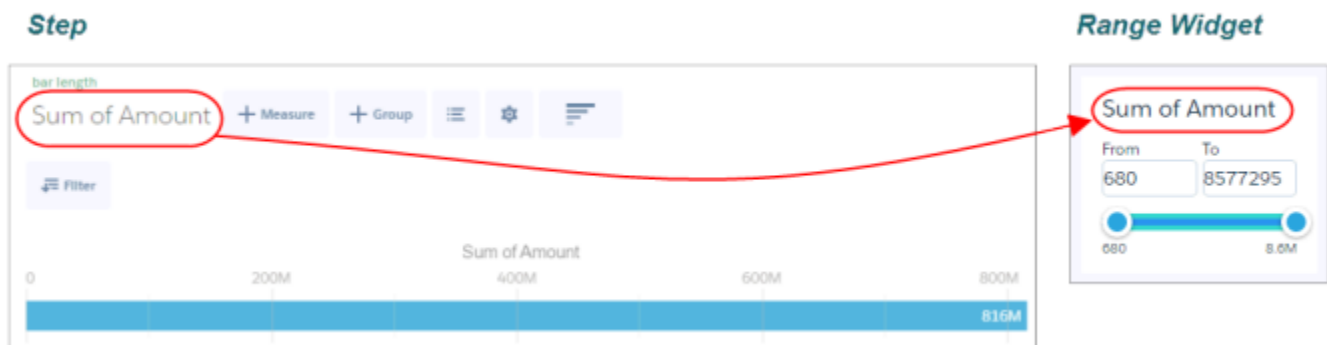 Step
Range Widget
bar length
Sum of Amount
+ Measure
+ Group
Filter
Sum of Amount
0 200M 400M 600M 800M
816M
Sum of Amount
From To
680 8577295
680 8.6M